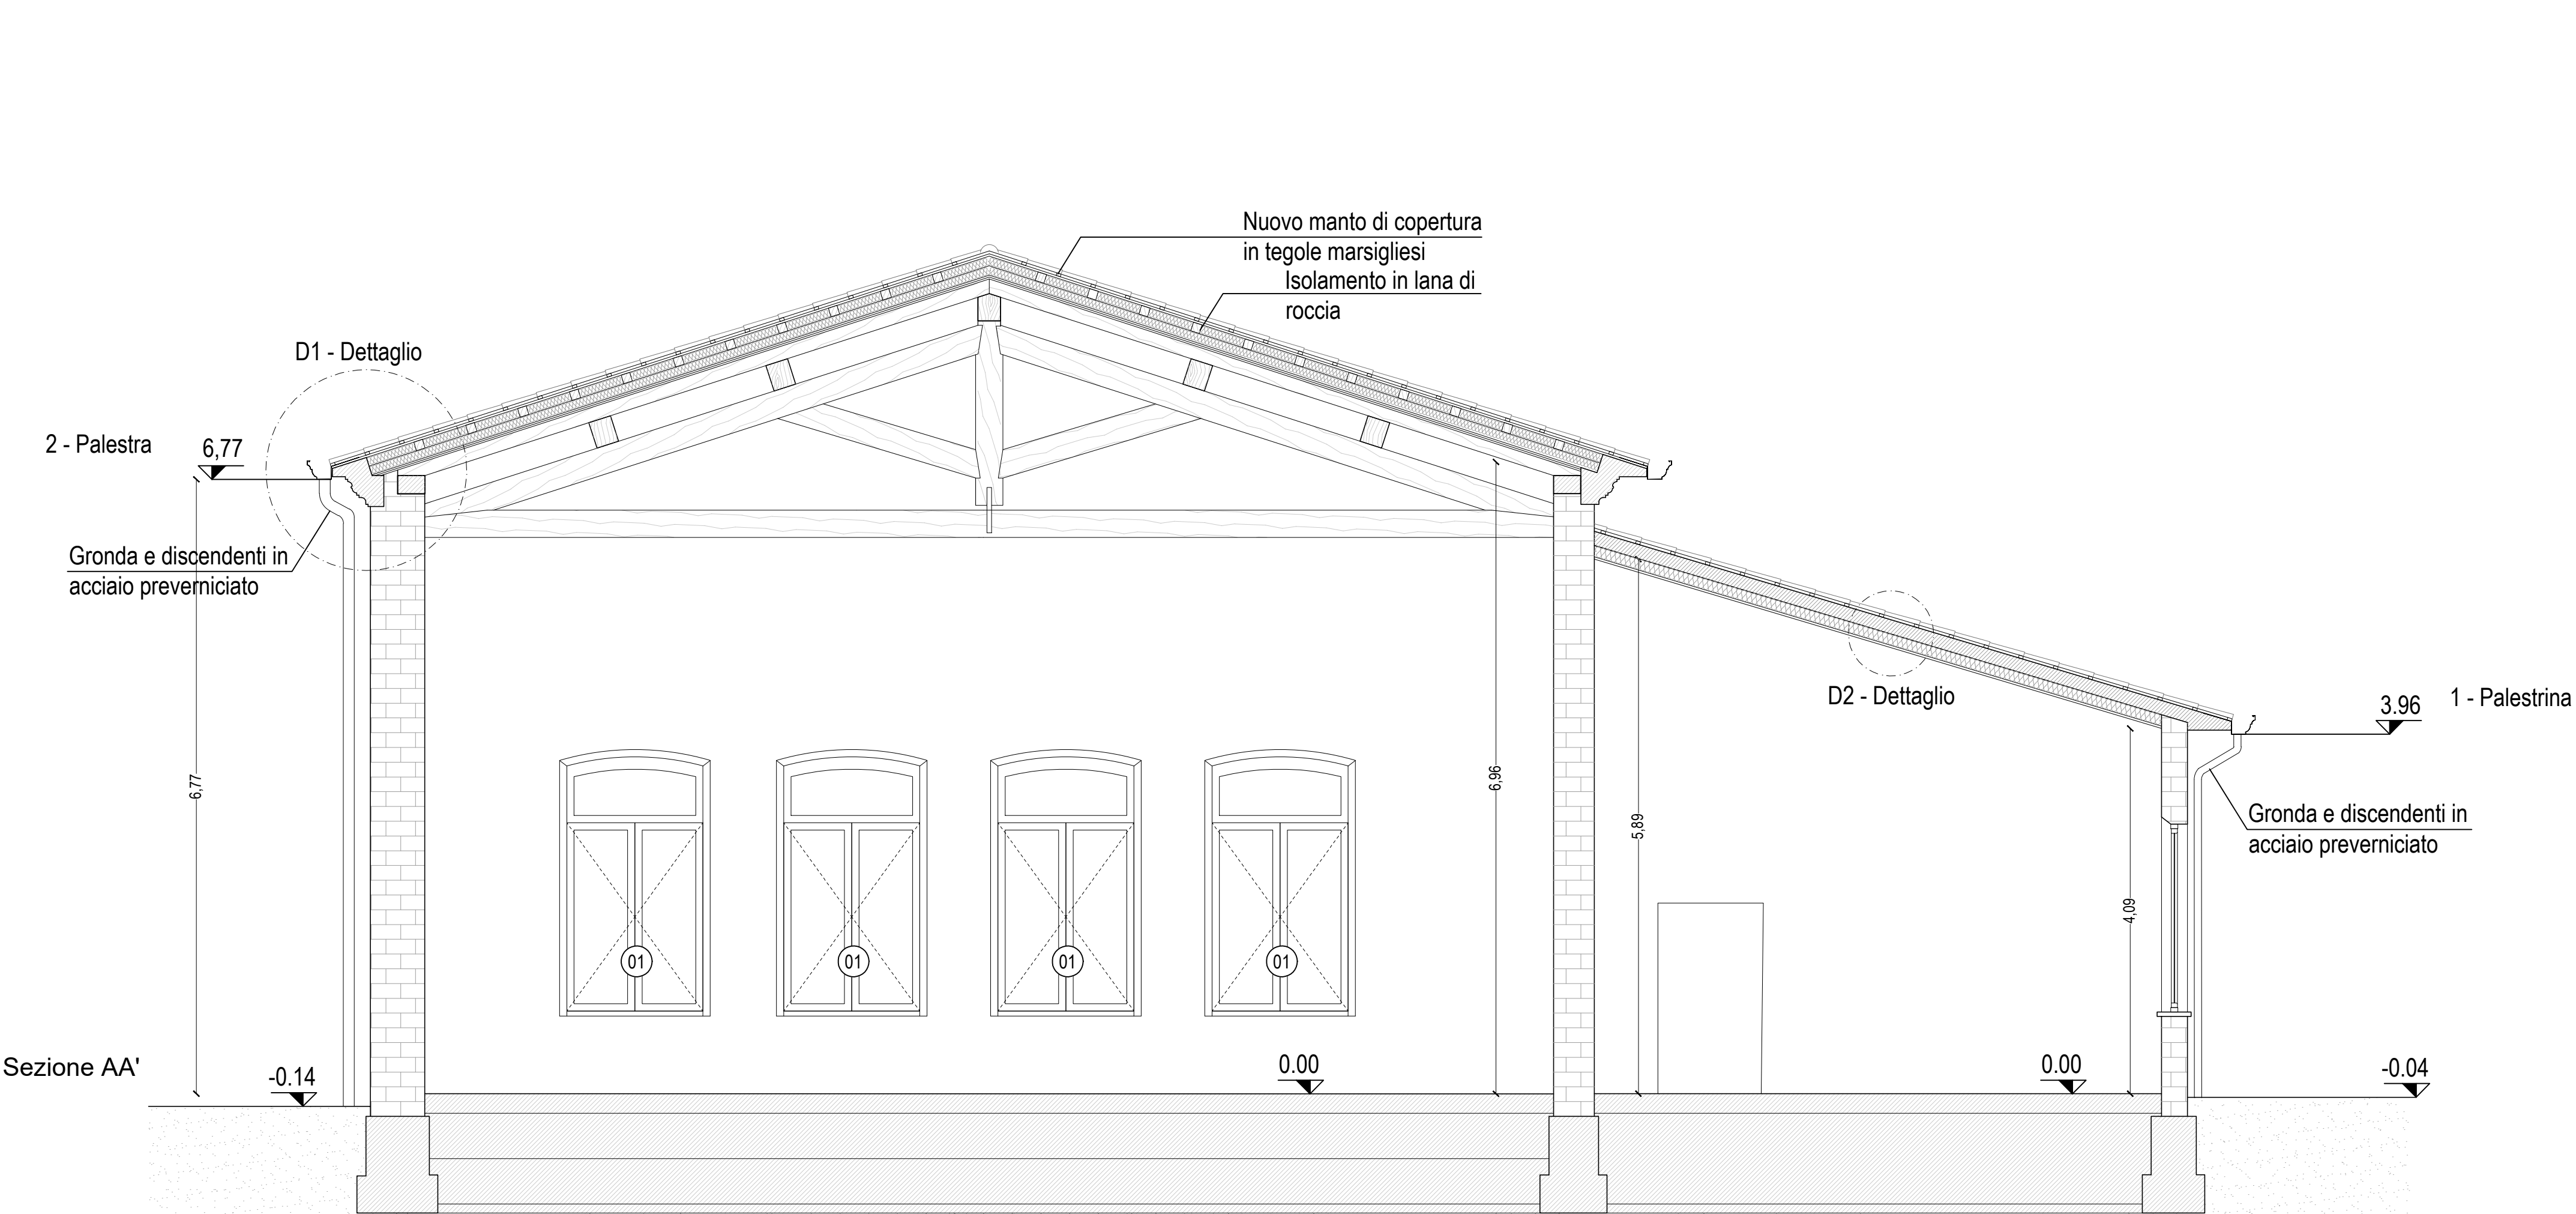 Nuovo manto di copertura
in tegole marsigliesi
Isolamento in lana di
roccia
D1 - Dettaglio
2 - Palestra
6,77
Gronda e discendenti in
acciaio preverniciato
D2 - Dettaglio
3.96
1 - Palestrina
6,77
6,96
5,89
4,09
Gronda e discendenti in
acciaio preverniciato
01
01
01
01
Sezione AA'
-0.14
0.00
0.00
-0.04